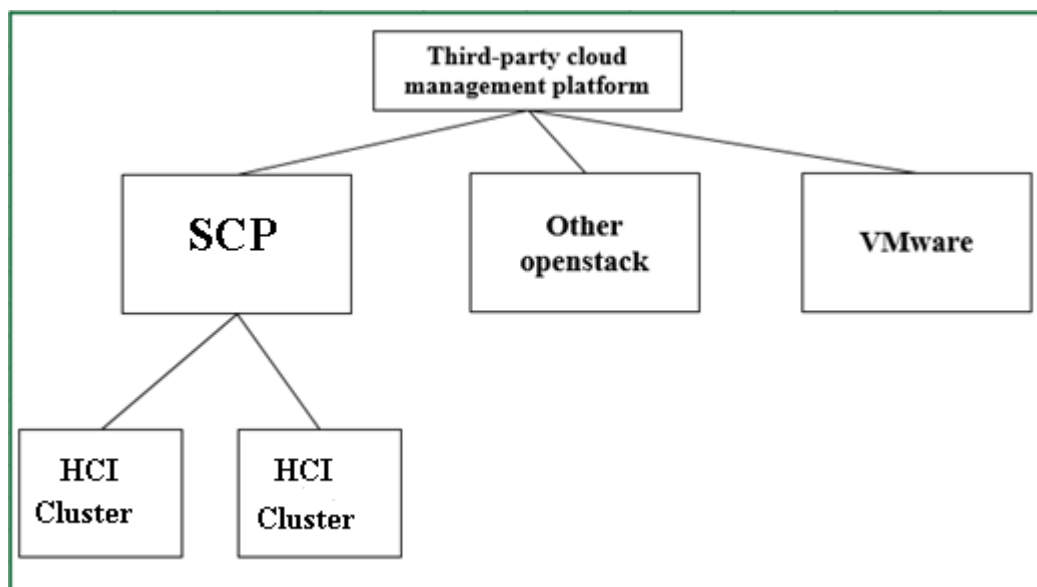 Third-party cloud
management platform
SCP
Other
openstack
VMware
HCI
Cluster
HCI
Cluster